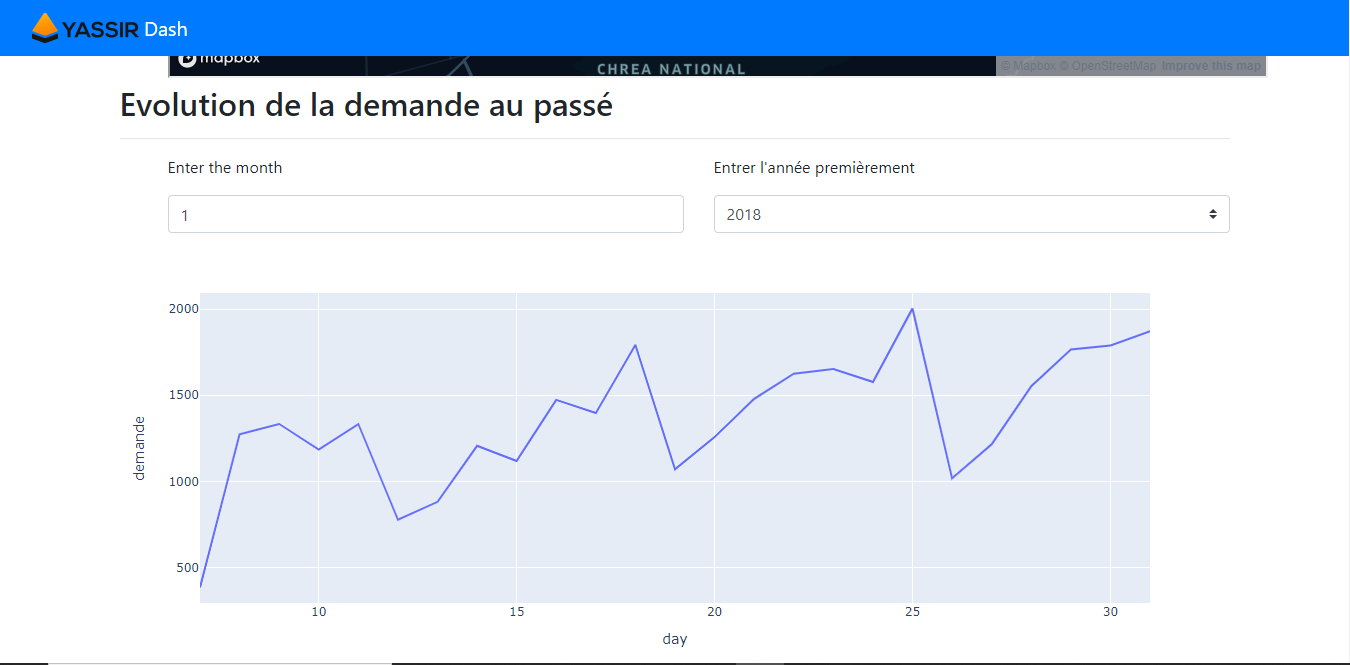 YASSIR Dash
mapbox
CHREA NATIONAL
© Mapbox © OpenStreetMap Improve this map
Evolution de la demande au passé
Enter the month
Entrer l'année premièrement
1
2018
2000
1500
1000
500
demande
10
15
20
25
30
day